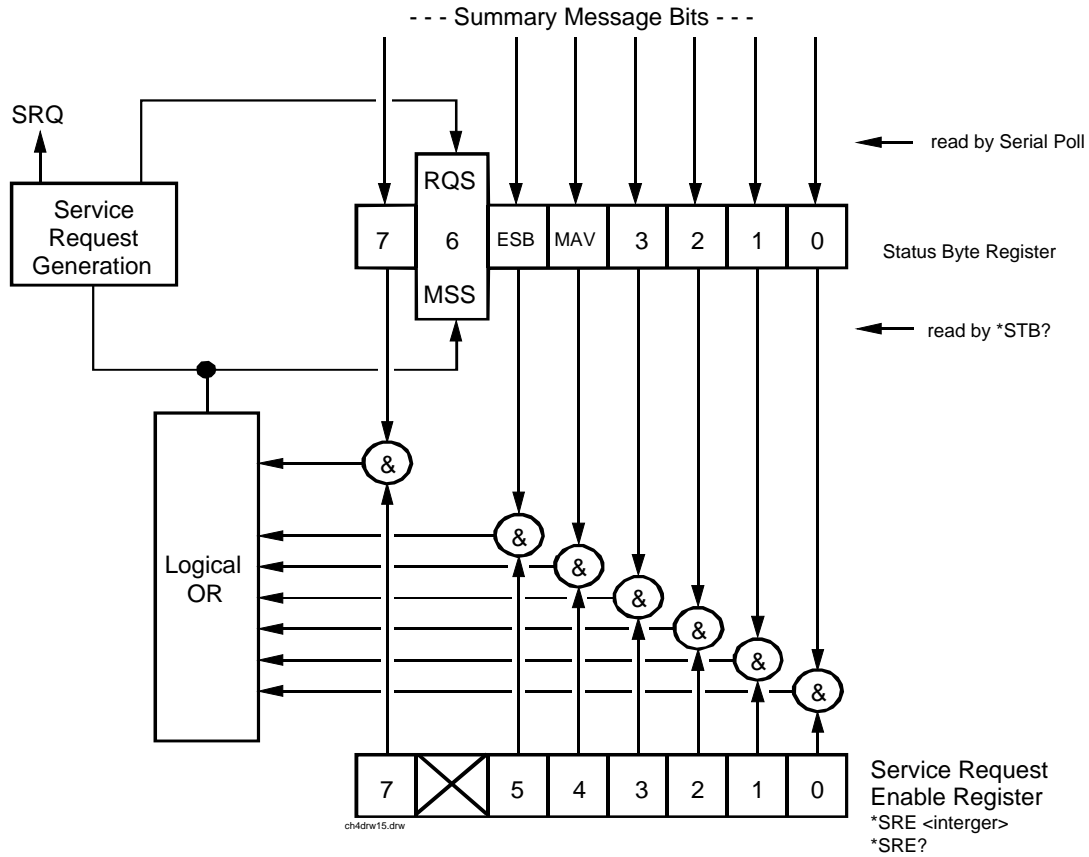 - - - Summary Message Bits - - -
SRQ
read by Serial Poll
RQS
Service
Request
Generation
7 6 ESB MAV 3 2 1 0
Status Byte Register
MSS
read by *STB?
&
&
Logical
OR
&
&
&
&
&
7 5 4 3 2 1 0
Service Request
Enable Register
*SRE <interger>
*SRE?
ch4drw15.drw